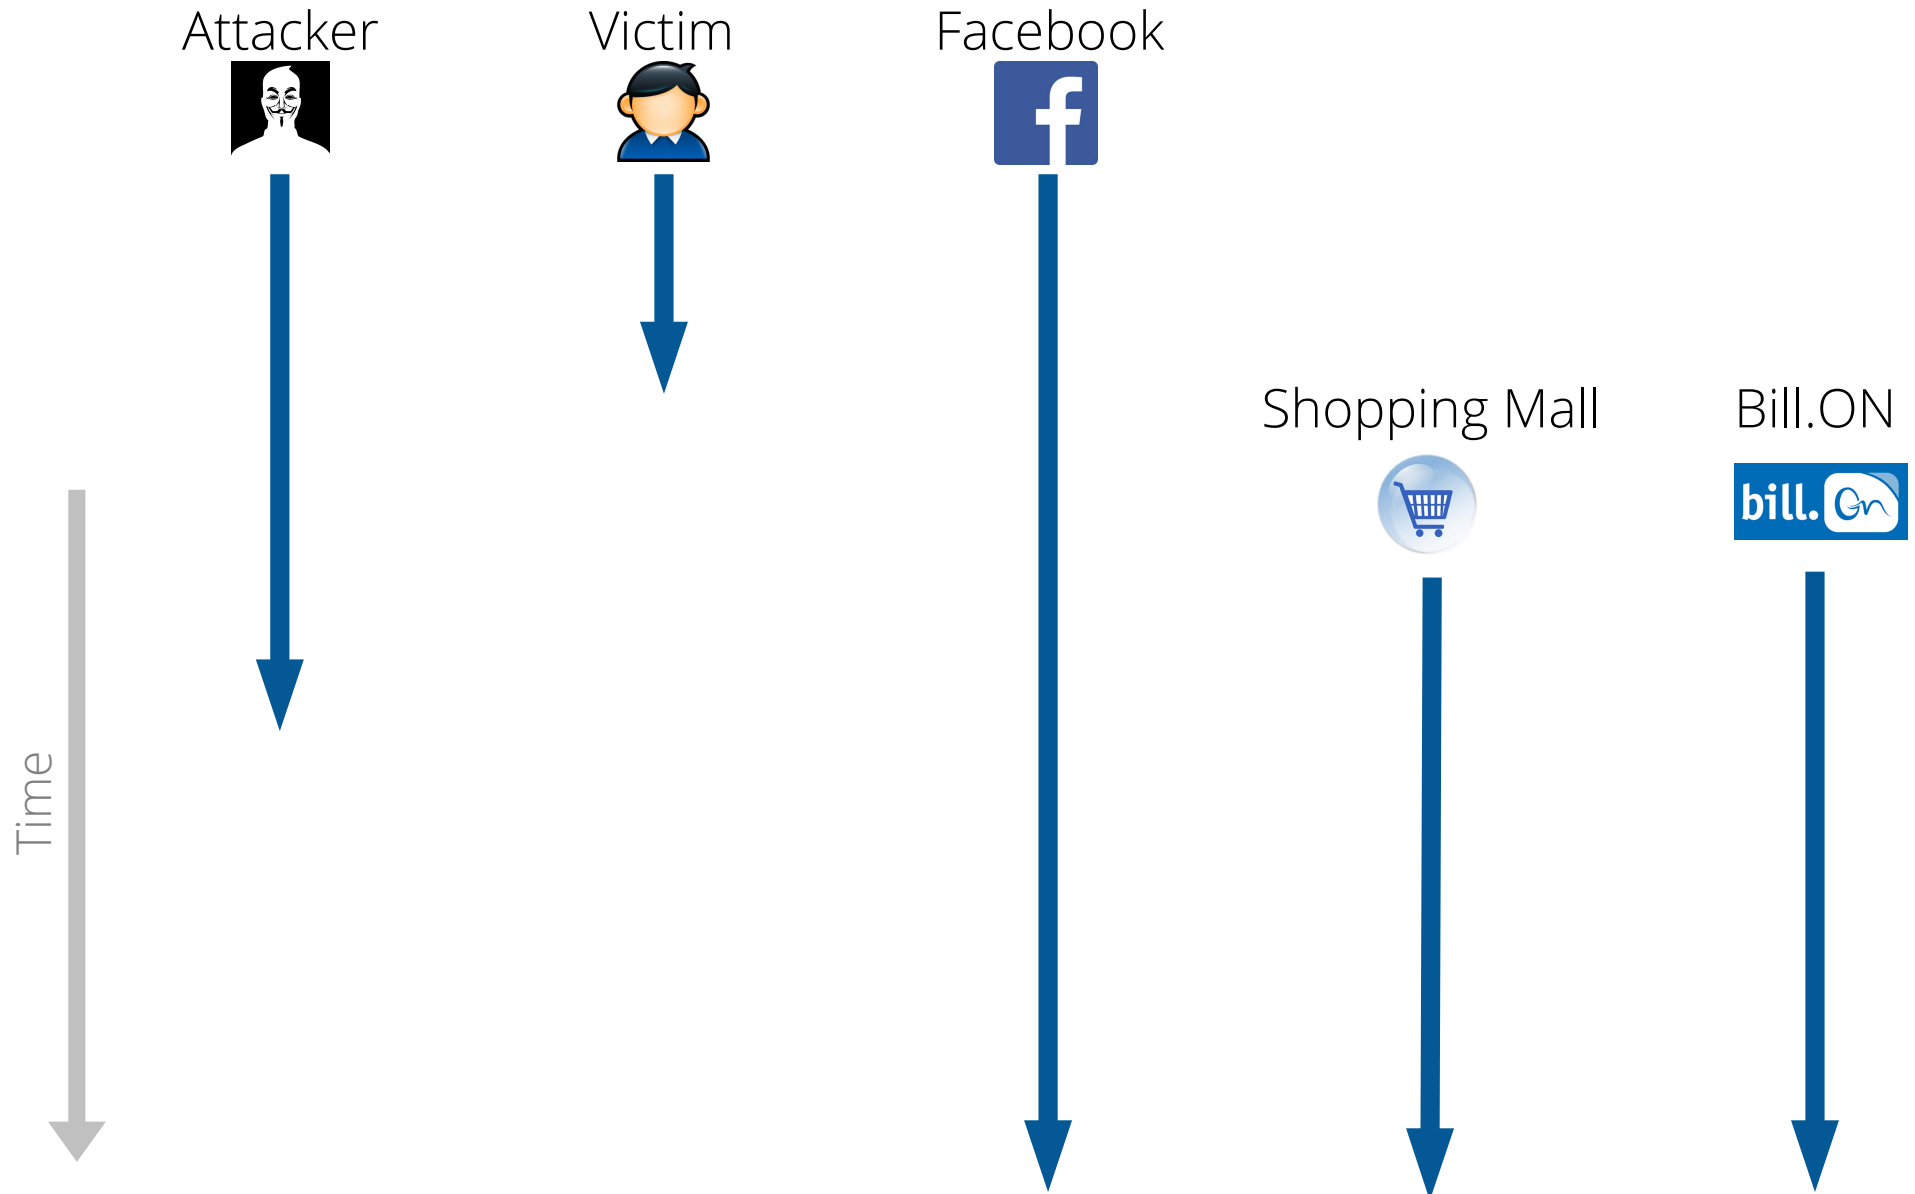 Attacker
Victim
Facebook
Shopping Mall
Bill.ON
bill.On
Time